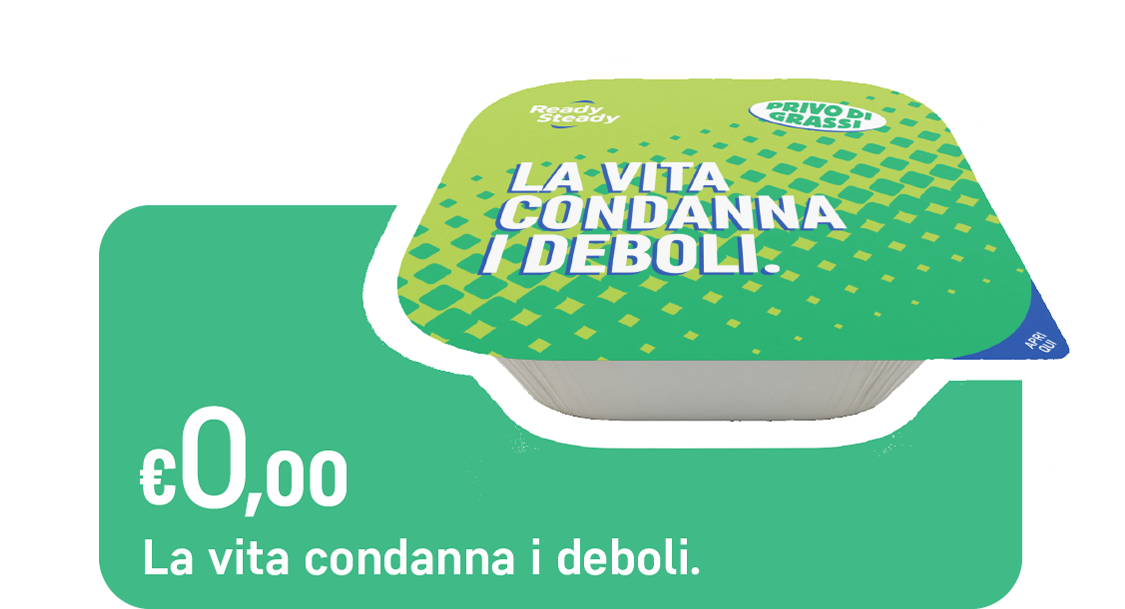 Ready
Steady
PRIVO DI
GRASSI
LA VITA
CONDANNA
I DEBOLI.
APRI
QUI
€0,00
La vita condanna i deboli.